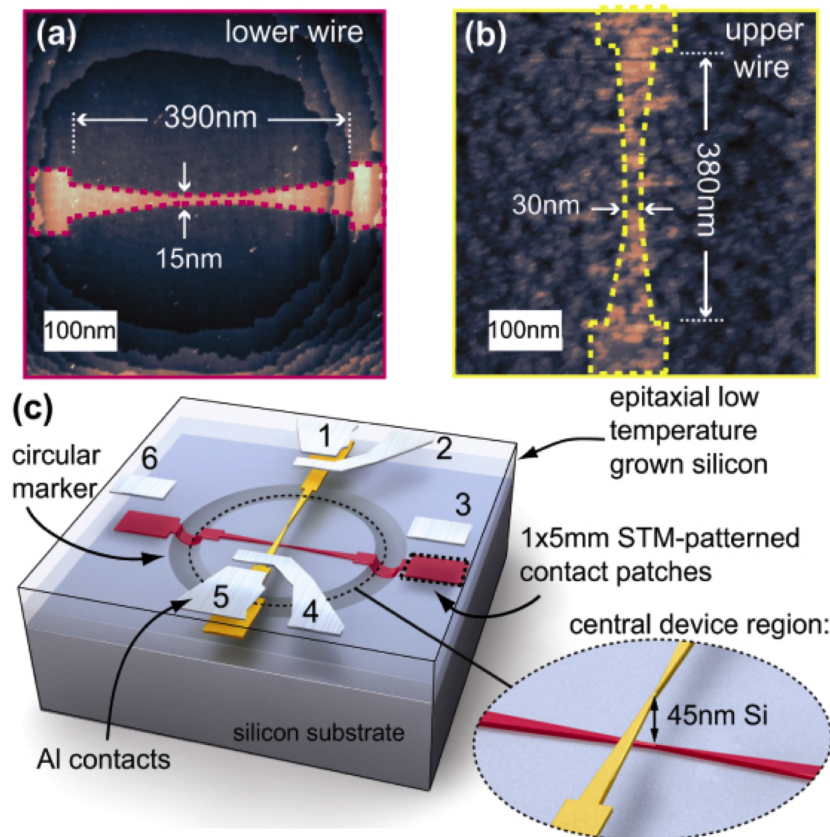 (a)
lower wire
390nm
15nm
100nm
(b)
upper
wire
380nm
30nm
100nm
(c)
epitaxial low
temperature
grown silicon
circular
marker
1
2
6
3
1x5mm STM-patterned
contact patches
5
4
central device region:
45nm Si
silicon substrate
Al contacts